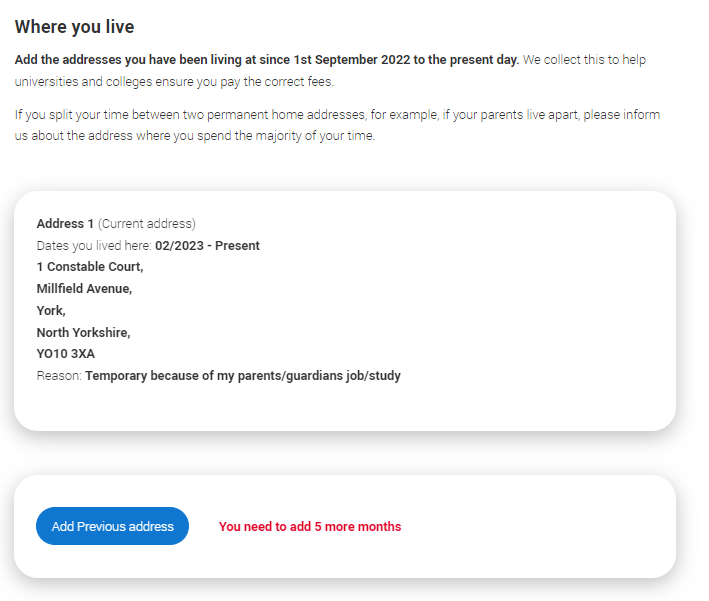 Where you live
Add the addresses you have been living at since 1st September 2022 to the present day. We collect this to help
universities and colleges ensure you pay the correct fees.
If you split your time between two permanent home addresses, for example, if your parents live apart, please inform
us about the address where you spend the majority of your time.
Address 1 (Current address)
Dates you lived here: 02/2023 - Present
1 Constable Court,
Millfield Avenue,
York,
North Yorkshire,
YO10 3XA
Reason: Temporary because of my parents/guardians job/study
Add Previous address
You need to add 5 more months